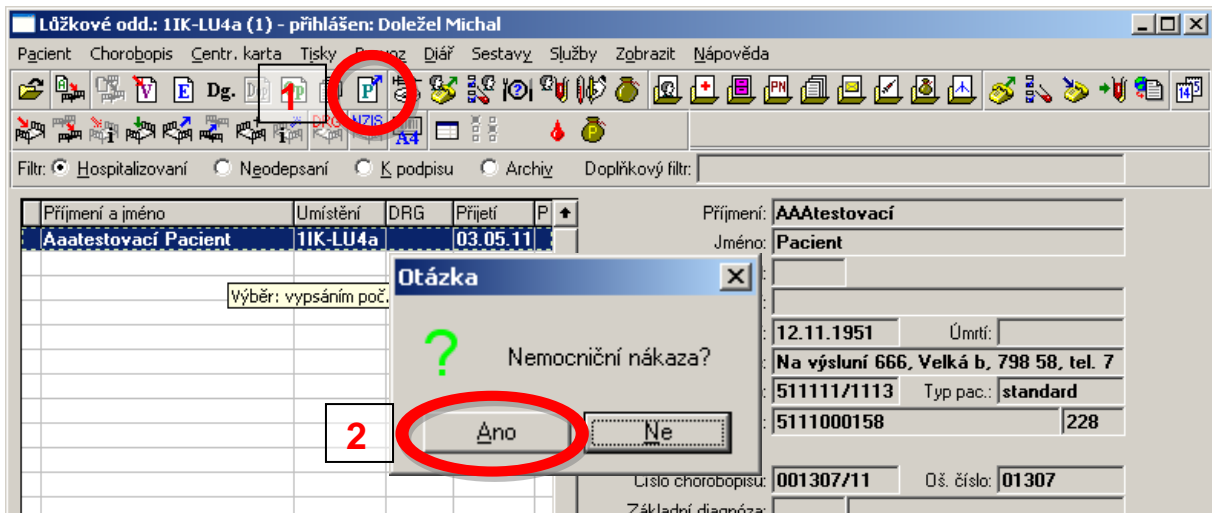 Lůžkové odd.: 1IK-LU4a (1) - přihlášen: Doležel Michal
Pacient Chorobopis Centr. karta Tisky Diář Sestavy Služby Zobrazit Nápověda
V E Dg. P PN 14
1
i i DRG NZIS A4 P
Filtr: Hospitalizovaní Neodepsaní K podpisu Archiv Doplňkový filtr:
Příjmení a jméno Umístění DRG Přijetí P
Aaatestovací Pacient 1IK-LU4a 03.05.11
Výběr: vypsáním poč.
Příjmení: AAAtestovací
Jméno: Pacient
12.11.1951 Úmrtí:
Na výsluní 666, Velká b, 798 58, tel. 7
511111/1113 Typ pac.: standard
5111000158 228
Číslo chorobopisu: 001307/11 Oš. číslo: 01307
Základní diagnóza:
Otázka
?
Nemocniční nákaza?
2
Ano Ne